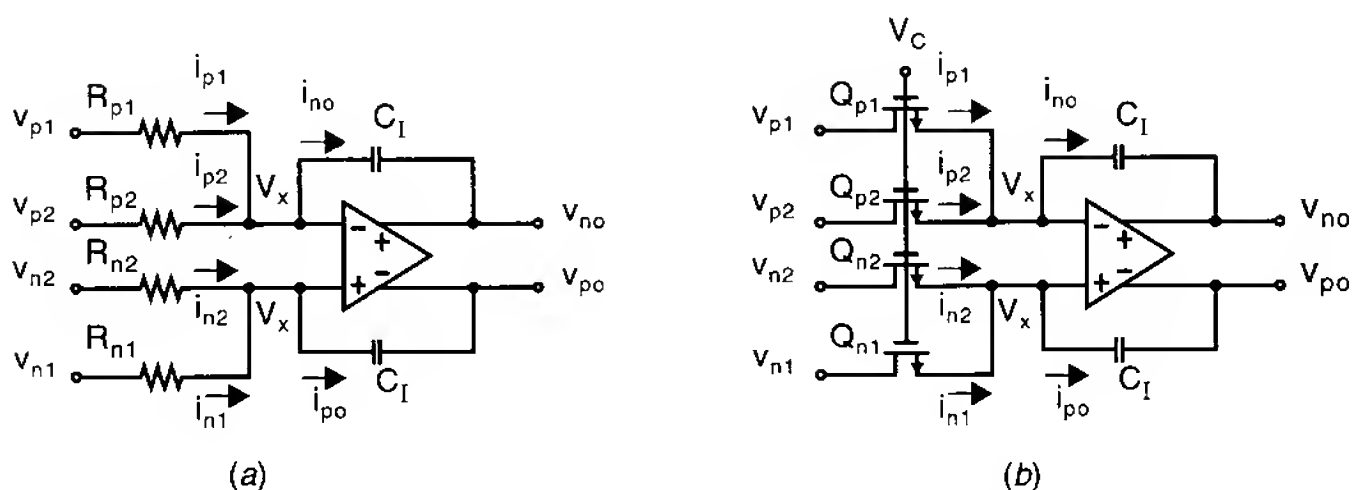 i_p1
R_p1
i_no
C_I
v_p1
i_p2
R_p2
V_x
v_p2
v_no
- +
R_n2
+ -
v_n2
v_po
i_n2
V_x
R_n1
C_I
v_n1
i_n1
i_po
(a)
V_C
i_p1
Q_p1
i_no
C_I
v_p1
i_p2
Q_p2
V_x
v_p2
v_no
- +
Q_n2
+ -
v_n2
v_po
i_n2
V_x
Q_n1
C_I
v_n1
i_n1
i_po
(b)